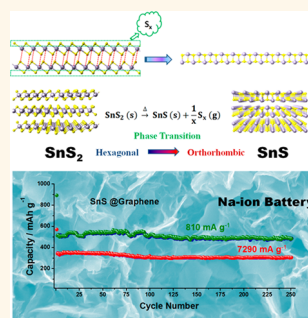 Sx
SnS2 (s) Δ→ SnS (s) + 1/x Sx (g)
Phase Transition
SnS2 Hexagonal Orthorhombic SnS
SnS @Graphene Na-ion Battery
810 mA g-1
7290 mA g-1
Capacity / mAh g-1
1000
800
600
400
200
0 25 50 75 100 125 150 175 200 225 250
Cycle Number